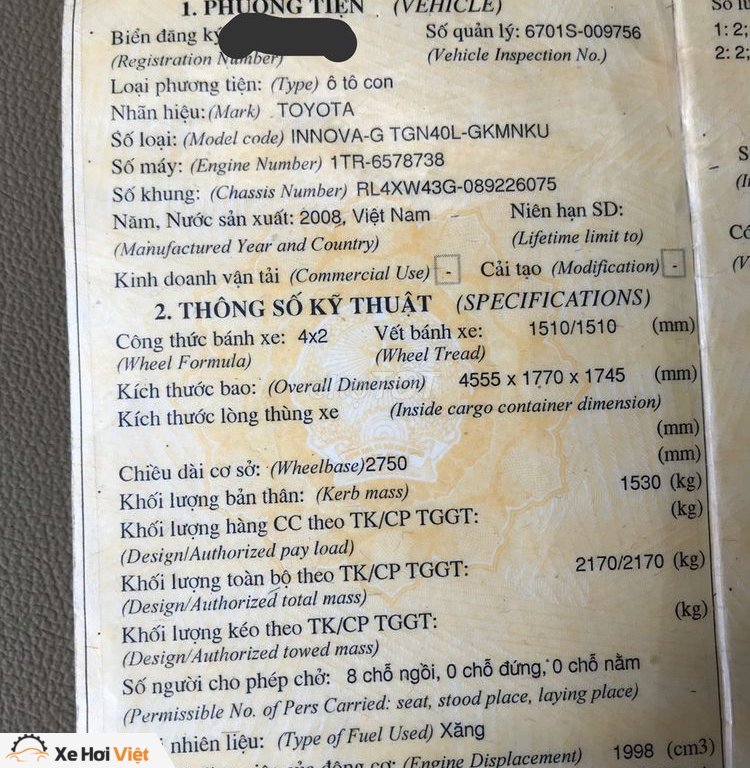 1. PHƯƠNG TIỆN (VEHICLE)
Biển đăng ký Số quản lý: 6701S-009756
(Registration Number) (Vehicle Inspection No.)
Loại phương tiện: (Type) ô tô con
Nhãn hiệu: (Mark) TOYOTA
Số loại: (Model code) INNOVA-G TGN40L-GKMNKU
Số máy: (Engine Number) 1TR-6578738
Số khung: (Chassis Number) RL4XW43G-089226075
Năm, Nước sản xuất: 2008, Việt Nam Niên hạn SD:
(Manufactured Year and Country) (Lifetime limit to)
Kinh doanh vận tải (Commercial Use) - Cải tạo (Modification) -
2. THÔNG SỐ KỸ THUẬT (SPECIFICATIONS)
Công thức bánh xe: 4x2 Vết bánh xe: 1510/1510 (mm)
(Wheel Formula) (Wheel Tread)
Kích thước bao: (Overall Dimension) 4555 x 1770 x 1745 (mm)
Kích thước lòng thùng xe (Inside cargo container dimension)
(mm)
Chiều dài cơ sở: (Wheelbase) 2750 (mm)
Khối lượng bản thân: (Kerb mass) 1530 (kg)
Khối lượng hàng CC theo TK/CP TGGT: (kg)
(Design/Authorized pay load)
Khối lượng toàn bộ theo TK/CP TGGT: 2170/2170 (kg)
(Design/Authorized total mass)
Khối lượng kéo theo TK/CP TGGT: (kg)
(Design/Authorized towed mass)
Số người cho phép chở: 8 chỗ ngồi, 0 chỗ đứng, 0 chỗ nằm
(Permissible No. of Pers Carried: seat, stood place, laying place)
nhiên liệu: (Type of Fuel Used) Xăng
của động cơ: (Engine Displacement) 1998 (cm3)
1: 2;
2: 2;
Xe Hơi Việt